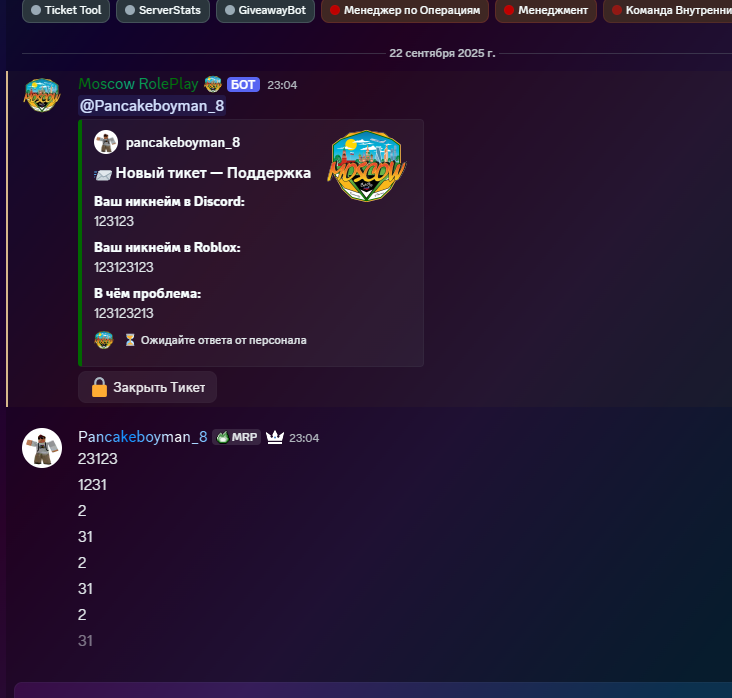 Ticket Tool ServerStats GiveawayBot Менеджер по Операциям Менеджмент Команда Внутренни
22 сентября 2025 г.
Moscow RolePlay БОТ 23:04
@Pancakeboyman_8
pancakeboyman_8
MOSCOW
Новый тикет — Поддержка
Ваш никнейм в Discord:
123123
Ваш никнейм в Roblox:
123123123
В чём проблема:
123123213
Ожидайте ответа от персонала
Закрыть Тикет
Pancakeboyman_8 MRP 23:04
23123
1231
2
31
2
31
2
31